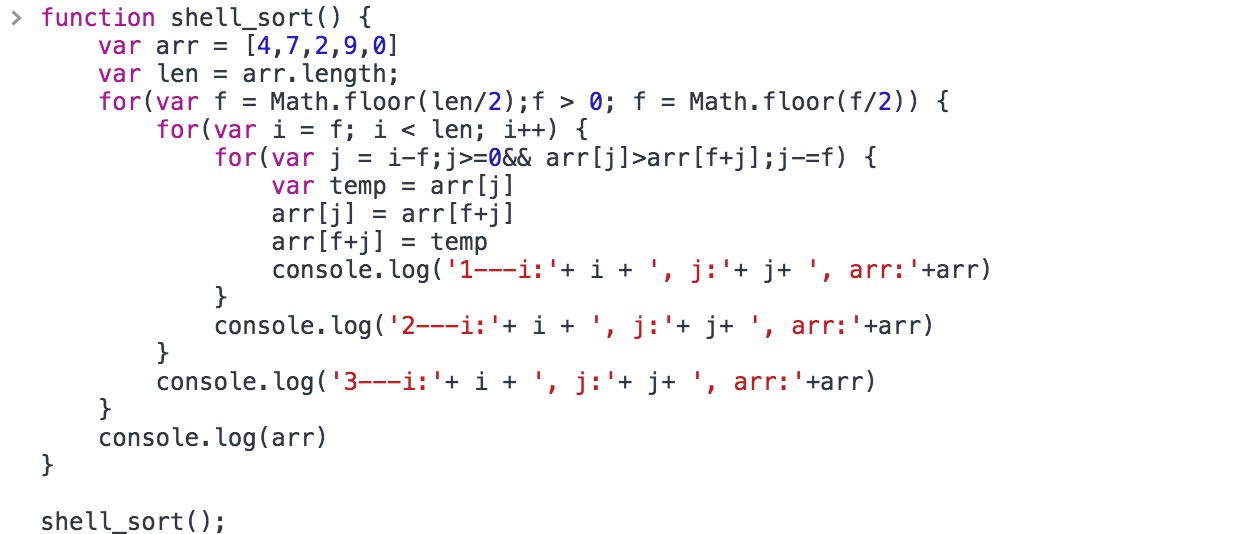 > function shell_sort() {
var arr = [4,7,2,9,0]
var len = arr.length;
for(var f = Math.floor(len/2);f > 0; f = Math.floor(f/2)) {
for(var i = f; i < len; i++) {
for(var j = i-f;j>=0&& arr[j]>arr[f+j];j-=f) {
var temp = arr[j]
arr[j] = arr[f+j]
arr[f+j] = temp
console.log('1---i:'+ i + ', j:'+ j+ ', arr:'+arr)
}
console.log('2---i:'+ i + ', j:'+ j+ ', arr:'+arr)
}
console.log('3---i:'+ i + ', j:'+ j+ ', arr:'+arr)
}
console.log(arr)
}
shell_sort();